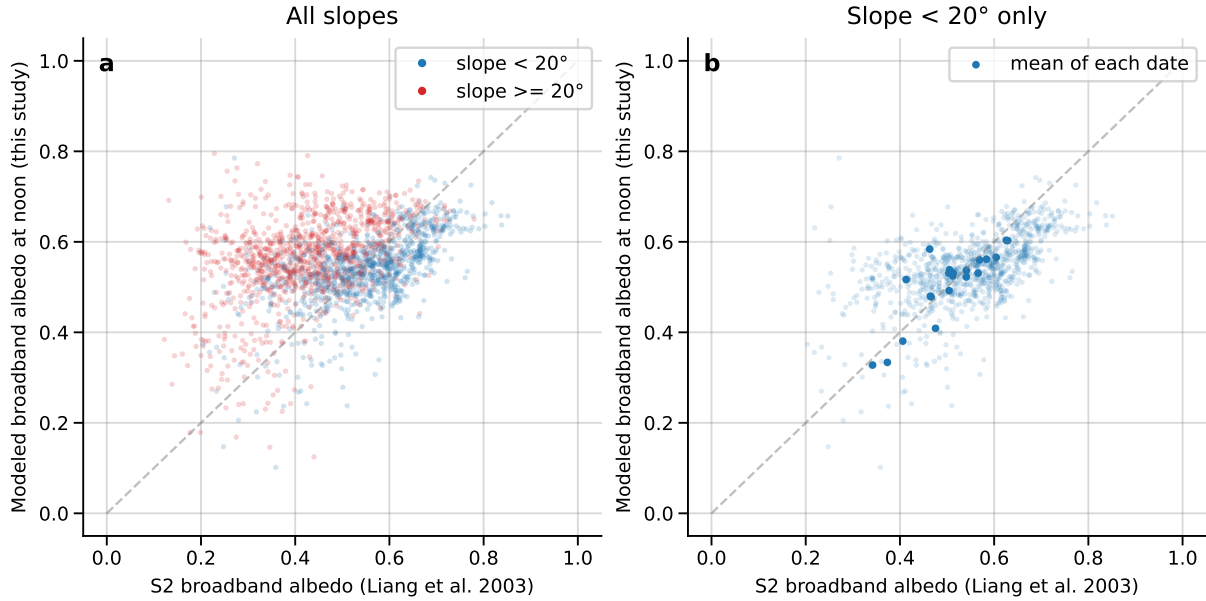 All slopes
a
slope < 20°
slope >= 20°
1.0
0.8
0.6
0.4
0.2
0.0
Modeled broadband albedo at noon (this study)
0.0 0.2 0.4 0.6 0.8 1.0
S2 broadband albedo (Liang et al. 2003)
Slope < 20° only
b
mean of each date
1.0
0.8
0.6
0.4
0.2
0.0
Modeled broadband albedo at noon (this study)
0.0 0.2 0.4 0.6 0.8 1.0
S2 broadband albedo (Liang et al. 2003)